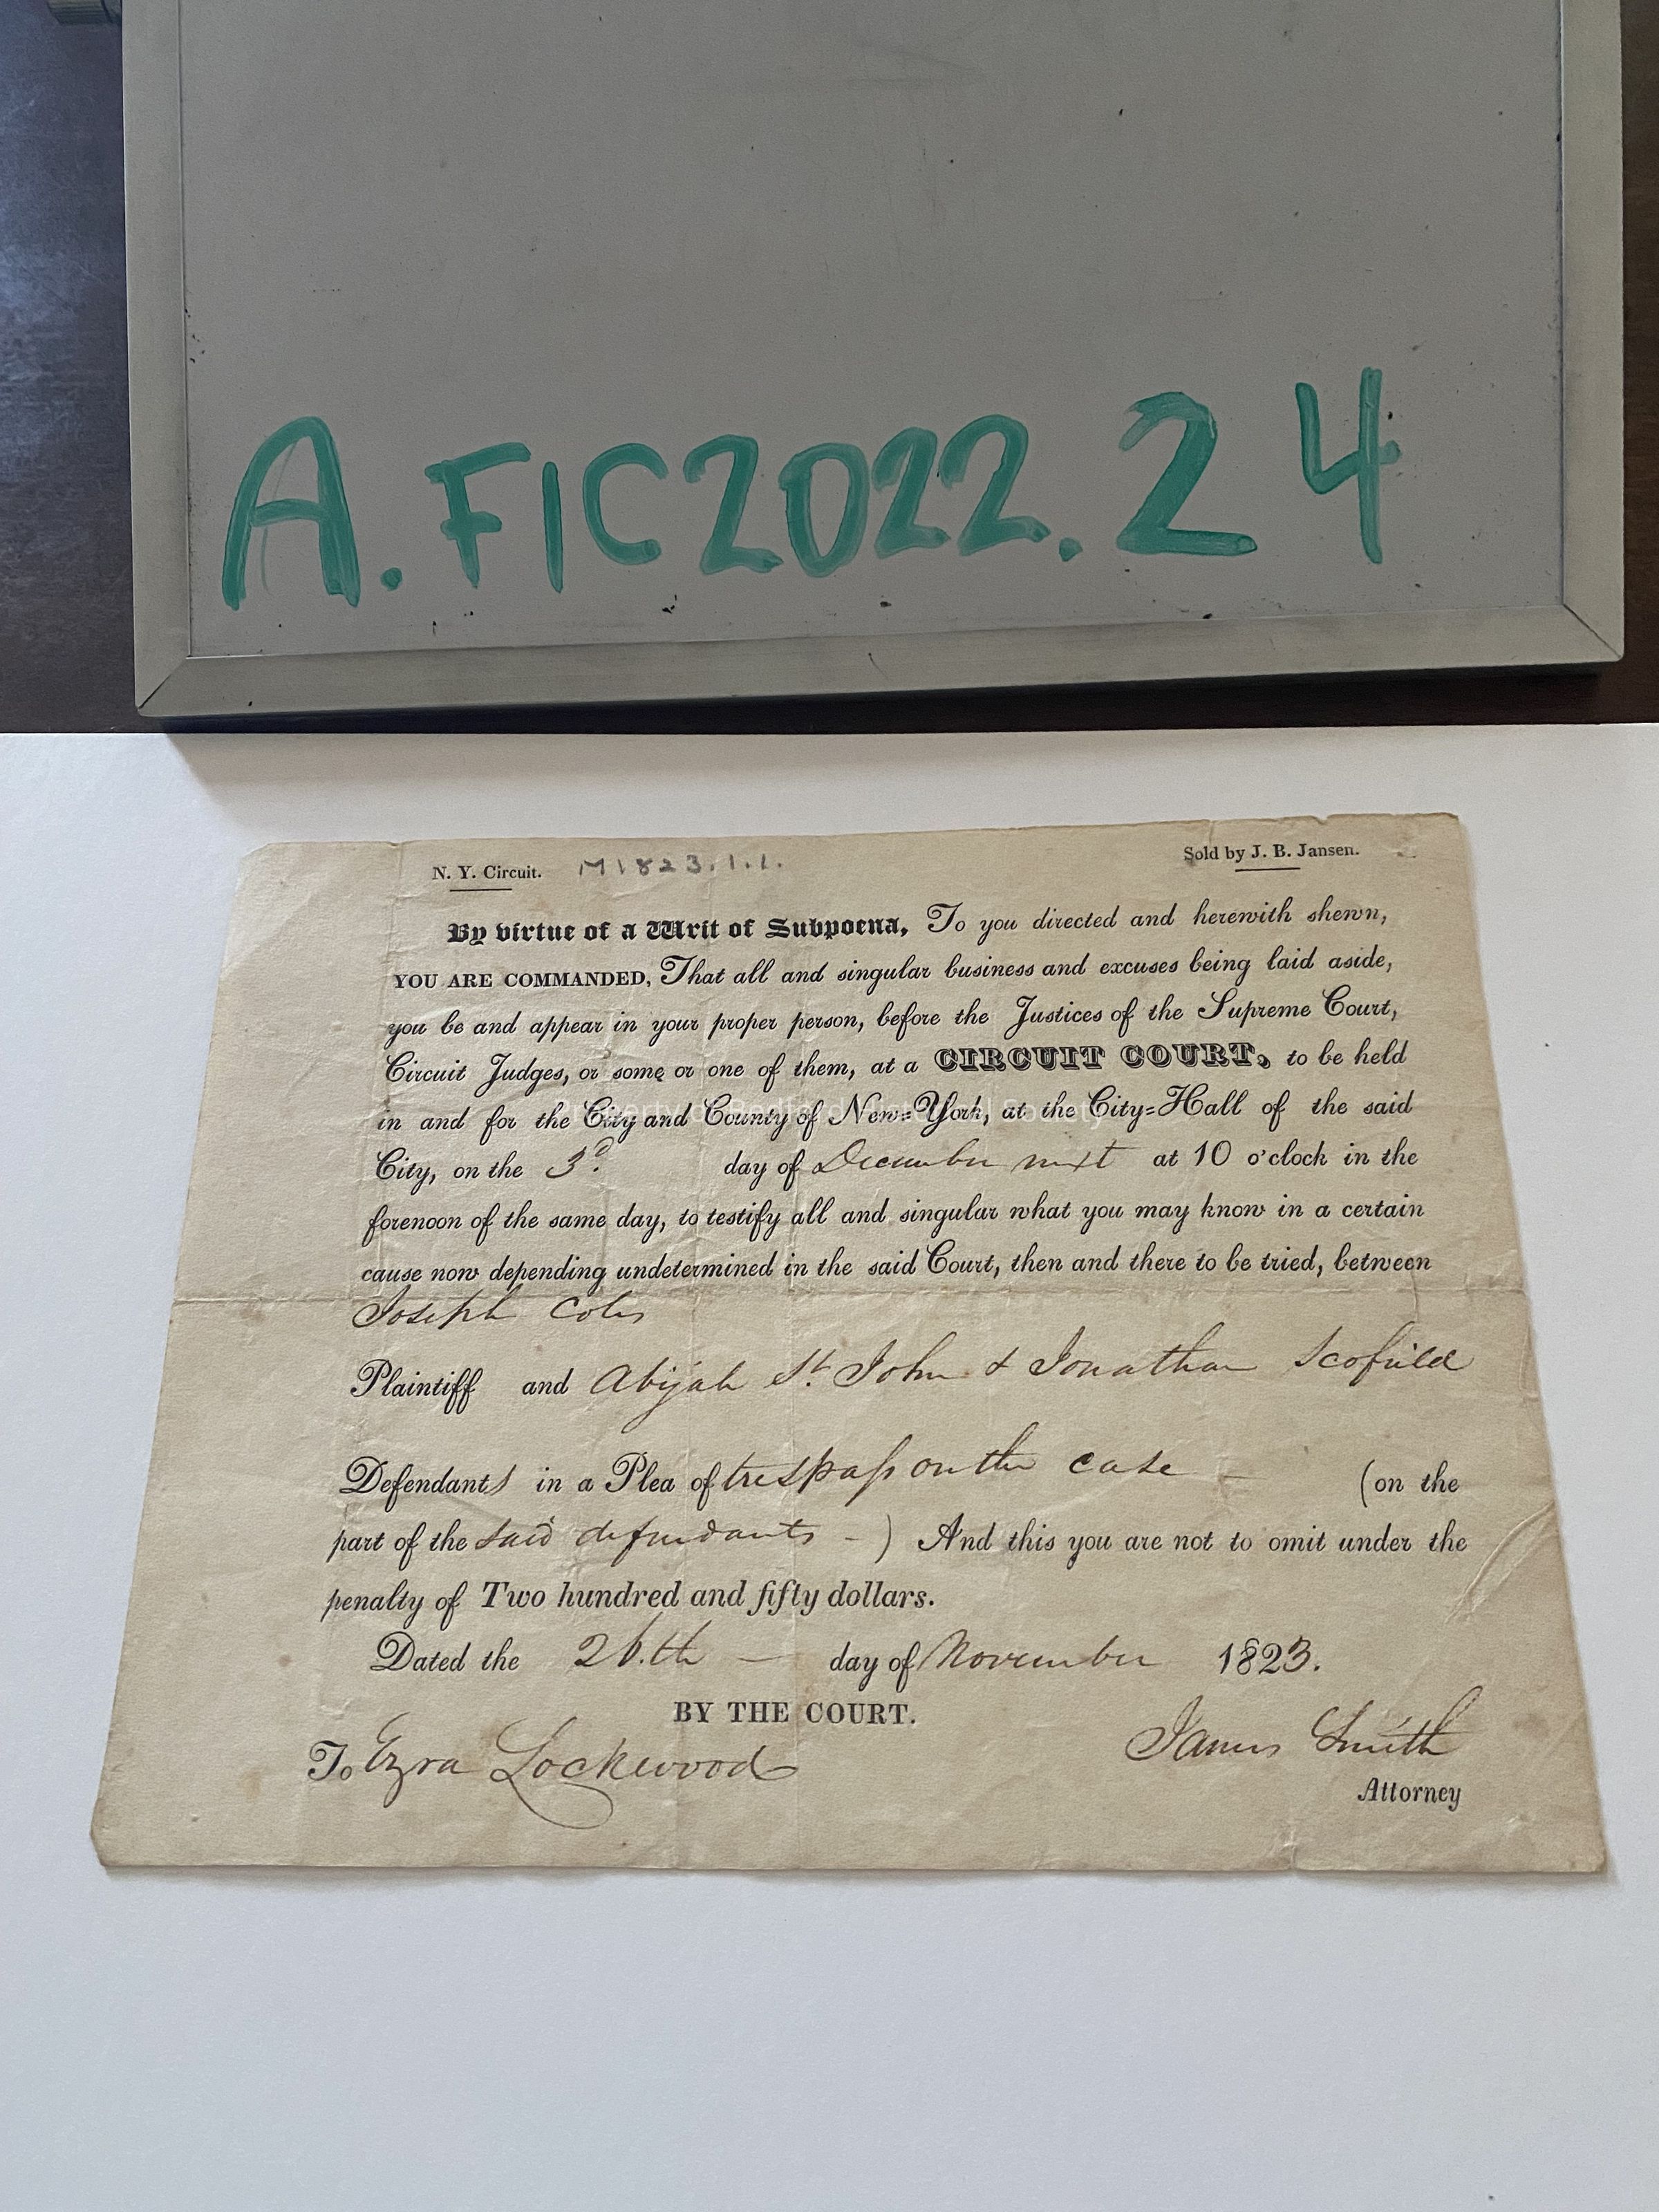 A.FIC2022.24
N. Y. Circuit. M1823.1.1. Sold by J. B. Jansen.
By virtue of a Writ of Subpoena, To you directed and herewith shewn,
YOU ARE COMMANDED, That all and singular business and excuses being laid aside,
you be and appear in your proper person, before the Justices of the Supreme Court,
Circuit Judges, or some or one of them, at a CIRCUIT COURT, to be held
Property of Bedford Historical Society
in and for the City and County of New=York, at the City=Hall of the said
City, on the 3d. day of December next at 10 o'clock in the
forenoon of the same day, to testify all and singular what you may know in a certain
cause now depending undetermined in the said Court, then and there to be tried, between
Joseph Coles
Plaintiff and Abijah St. John & Jonathan Scofield
Defendants in a Plea of trespass on the case – (on the
part of the said defendants –) And this you are not to omit under the
penalty of Two hundred and fifty dollars.
Dated the 26.th – day of November 1823.
BY THE COURT.
To Ezra Lockwood James Smith
Attorney